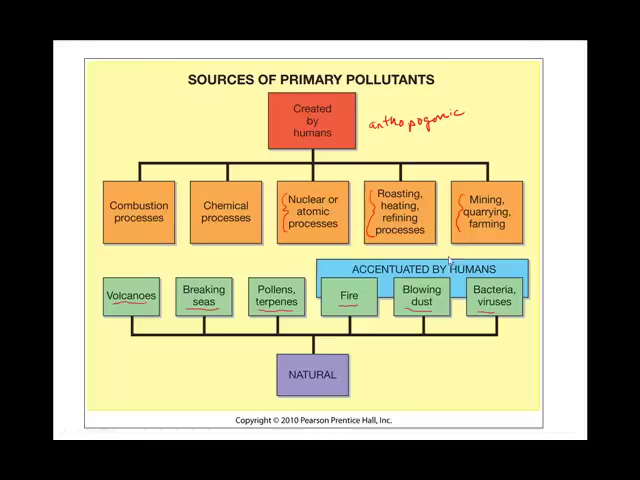 SOURCES OF PRIMARY POLLUTANTS
Created
by
humans
anthopogonic
Combustion
processes
Chemical
processes
Nuclear or
atomic
processes
Roasting,
heating,
refining
processes
Mining,
quarrying,
farming
ACCENTUATED BY HUMANS
Volcanoes
Breaking
seas
Pollens,
terpenes
Fire
Blowing
dust
Bacteria,
viruses
NATURAL
Copyright © 2010 Pearson Prentice Hall, Inc.